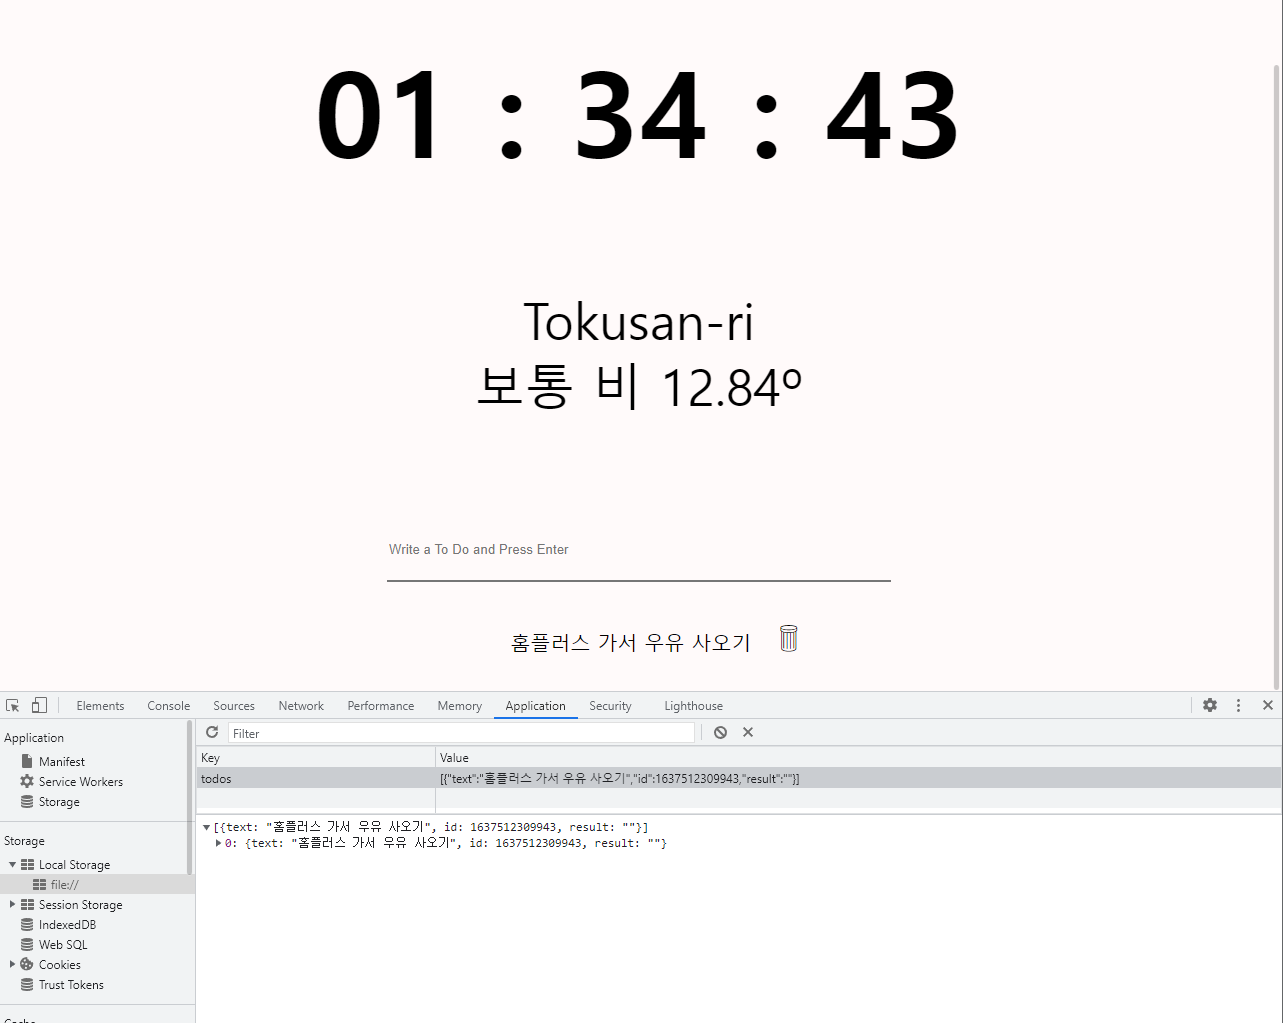 01 : 34 : 43
Tokusan-ri
보통 비 12.84º
Write a To Do and Press Enter
홈플러스 가서 우유 사오기
Elements Console Sources Network Performance Memory Application Security Lighthouse
Application
Manifest
Service Workers
Storage
Storage
Local Storage
file://
Session Storage
IndexedDB
Web SQL
Cookies
Trust Tokens
Cache
Filter
Key Value
todos [{"text":"홈플러스 가서 우유 사오기","id":1637512309943,"result":""}]
[{text: "홈플러스 가서 우유 사오기", id: 1637512309943, result: ""}]
0: {text: "홈플러스 가서 우유 사오기", id: 1637512309943, result: ""}